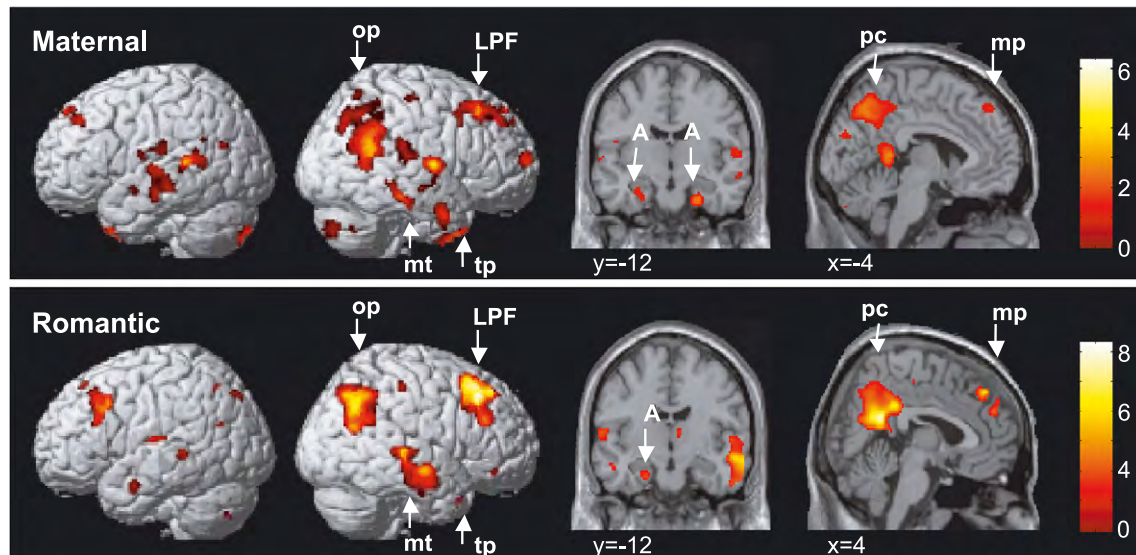 Maternal
op
LPF
mt
tp
A
A
y=-12
pc
mp
x=-4
6
4
2
0
Romantic
op
LPF
mt
tp
A
y=-12
pc
mp
x=4
8
6
4
2
0